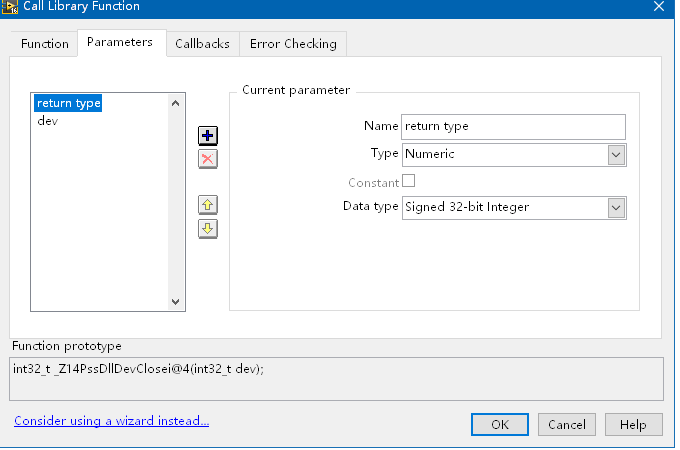 Call Library Function
Function Parameters Callbacks Error Checking
return type
dev
Current parameter
Name return type
Type Numeric
Constant
Data type Signed 32-bit Integer
Function prototype
int32_t _Z14PssDllDevClosei@4(int32_t dev);
Consider using a wizard instead...
OK Cancel Help